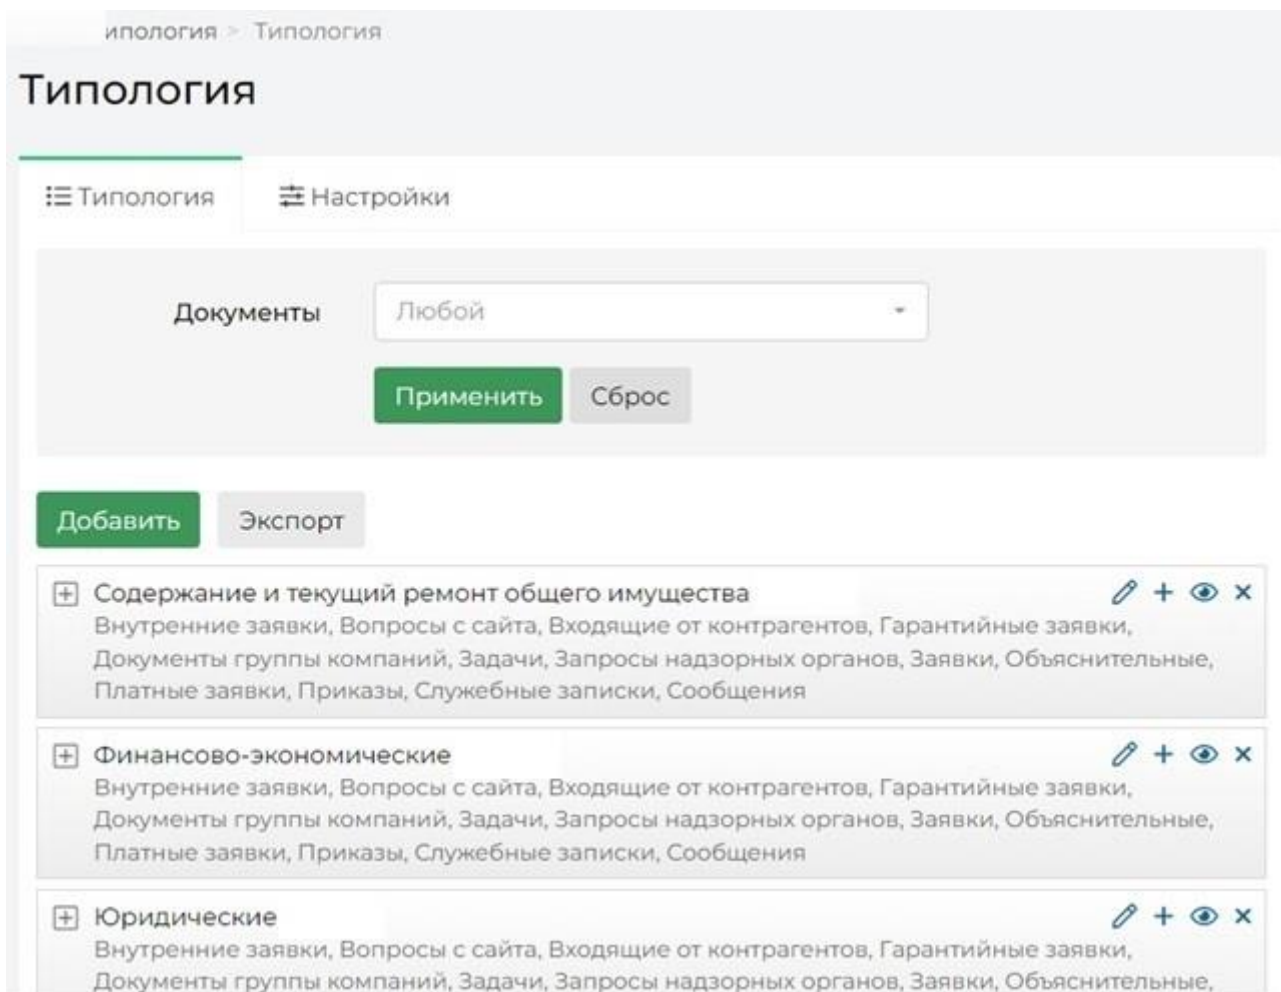 ипология > Типология
Типология
Типология Настройки
Документы Любой
Применить Сброс
Добавить Экспорт
Содержание и текущий ремонт общего имущества
Внутренние заявки, Вопросы с сайта, Входящие от контрагентов, Гарантийные заявки,
Документы группы компаний, Задачи, Запросы надзорных органов, Заявки, Объяснительные,
Платные заявки, Приказы, Служебные записки, Сообщения
Финансово-экономические
Внутренние заявки, Вопросы с сайта, Входящие от контрагентов, Гарантийные заявки,
Документы группы компаний, Задачи, Запросы надзорных органов, Заявки, Объяснительные,
Платные заявки, Приказы, Служебные записки, Сообщения
Юридические
Внутренние заявки, Вопросы с сайта, Входящие от контрагентов, Гарантийные заявки,
Документы группы компаний, Задачи, Запросы надзорных органов, Заявки, Объяснительные,